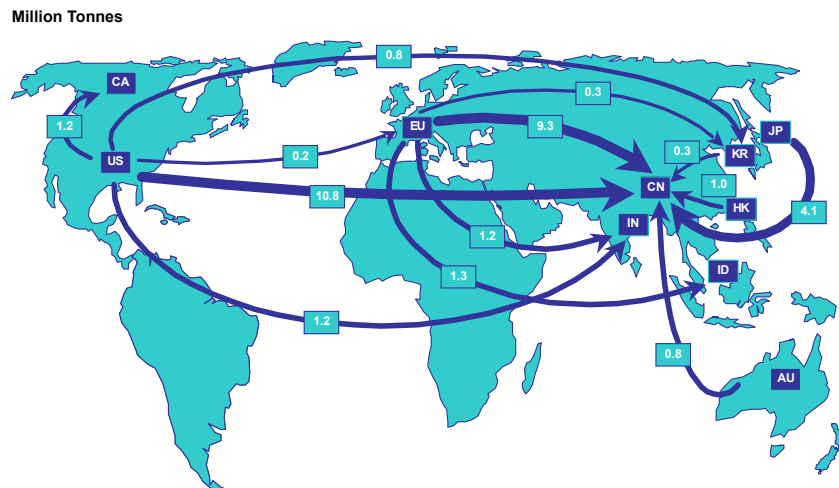 Million Tonnes
0.8
CA
0.3
1.2
EU
9.3
JP
US
0.2
0.3
KR
10.8
CN
1.0
HK
4.1
IN
1.2
1.3
ID
1.2
0.8
AU